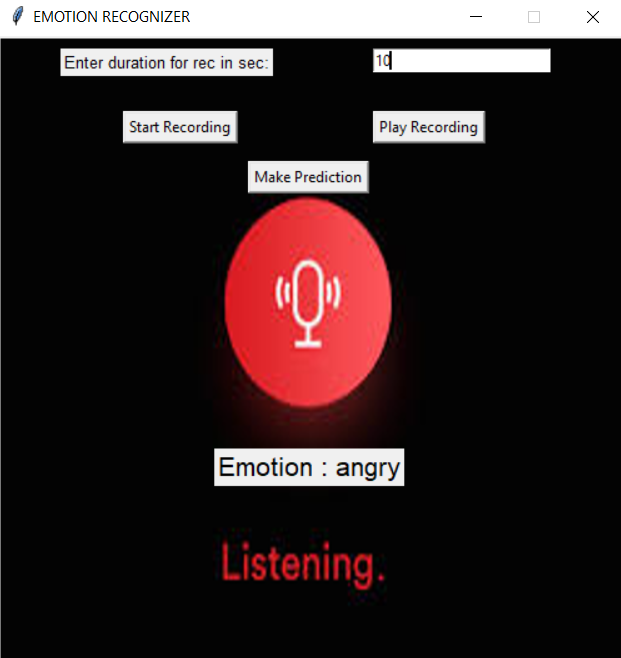 EMOTION RECOGNIZER
Enter duration for rec in sec: 10
Start Recording Play Recording
Make Prediction
Emotion : angry
Listening.